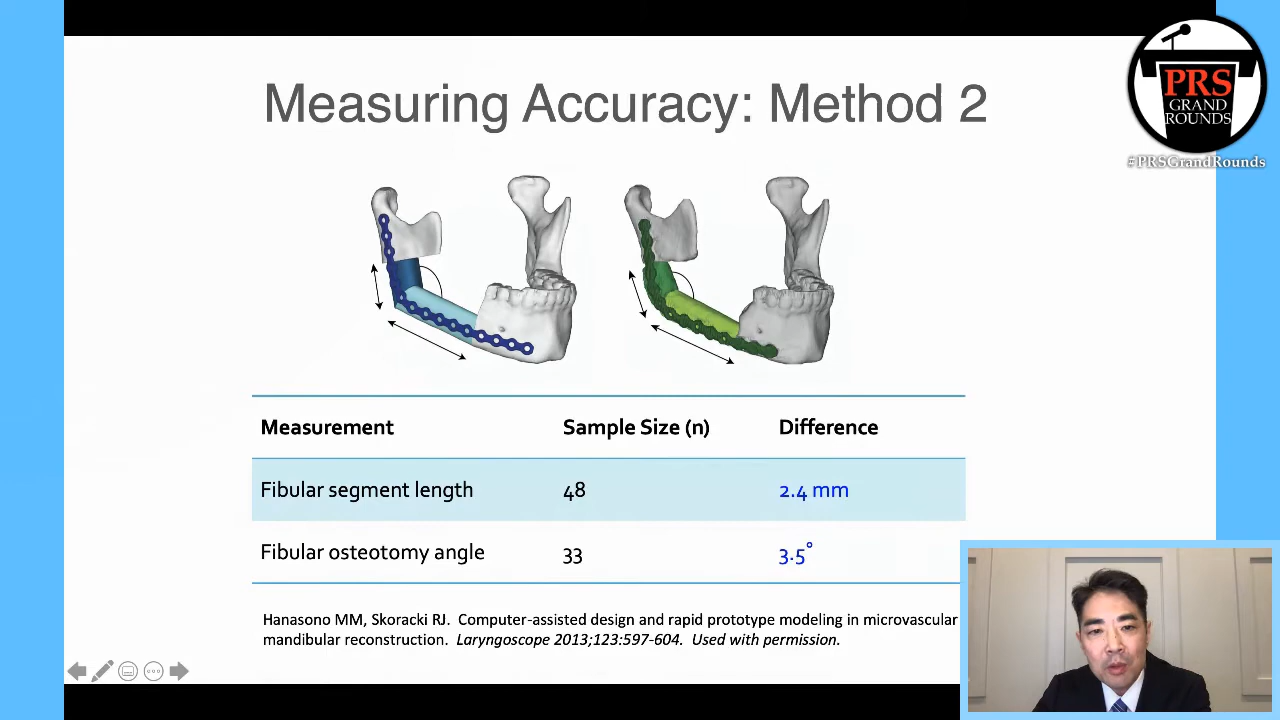 Measuring Accuracy: Method 2
PRS
GRAND
ROUNDS
#PRSGrandRounds
Measurement Sample Size (n) Difference
Fibular segment length 48 2.4 mm
Fibular osteotomy angle 33 3.5°
Hanasono MM, Skoracki RJ. Computer-assisted design and rapid prototype modeling in microvascular
mandibular reconstruction. Laryngoscope 2013;123:597-604. Used with permission.